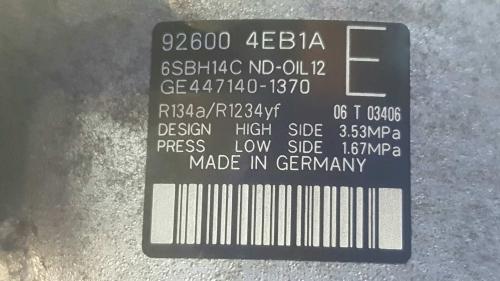 92600 4EB1A E
6SBH14C ND-OIL12
GE447140-1370
R134a/R1234yf 06 T 03406
DESIGN HIGH SIDE 3.53MPa
PRESS LOW SIDE 1.67MPa
MADE IN GERMANY